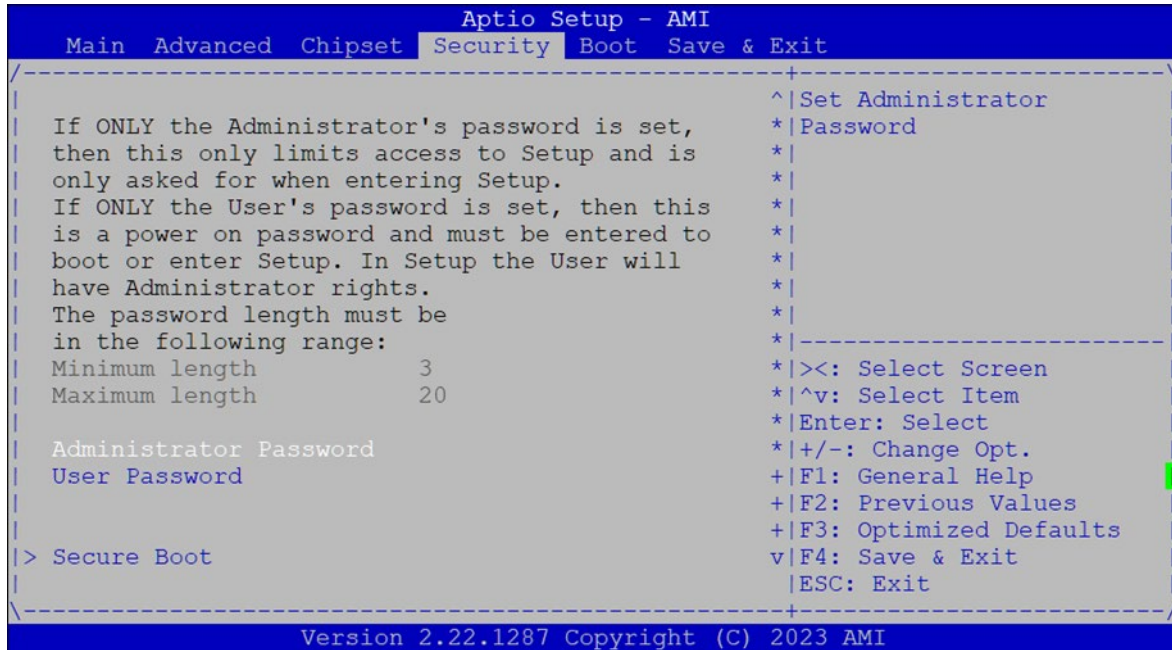 Aptio Setup - AMI
Main Advanced Chipset Security Boot Save & Exit
/--------------------------------------------------+------------------------\
| ^|Set Administrator |
| If ONLY the Administrator's password is set, *|Password |
| then this only limits access to Setup and is *| |
| only asked for when entering Setup. *| |
| If ONLY the User's password is set, then this *| |
| is a power on password and must be entered to *| |
| boot or enter Setup. In Setup the User will *| |
| have Administrator rights. *| |
| The password length must be *| |
| in the following range: *|------------------------|
| Minimum length 3 *|><: Select Screen |
| Maximum length 20 *|^v: Select Item |
| *|Enter: Select |
| Administrator Password *|+/-: Change Opt. |
| User Password +|F1: General Help
| +|F2: Previous Values |
| +|F3: Optimized Defaults |
|> Secure Boot v|F4: Save & Exit |
| |ESC: Exit |
\--------------------------------------------------+------------------------/
Version 2.22.1287 Copyright (C) 2023 AMI